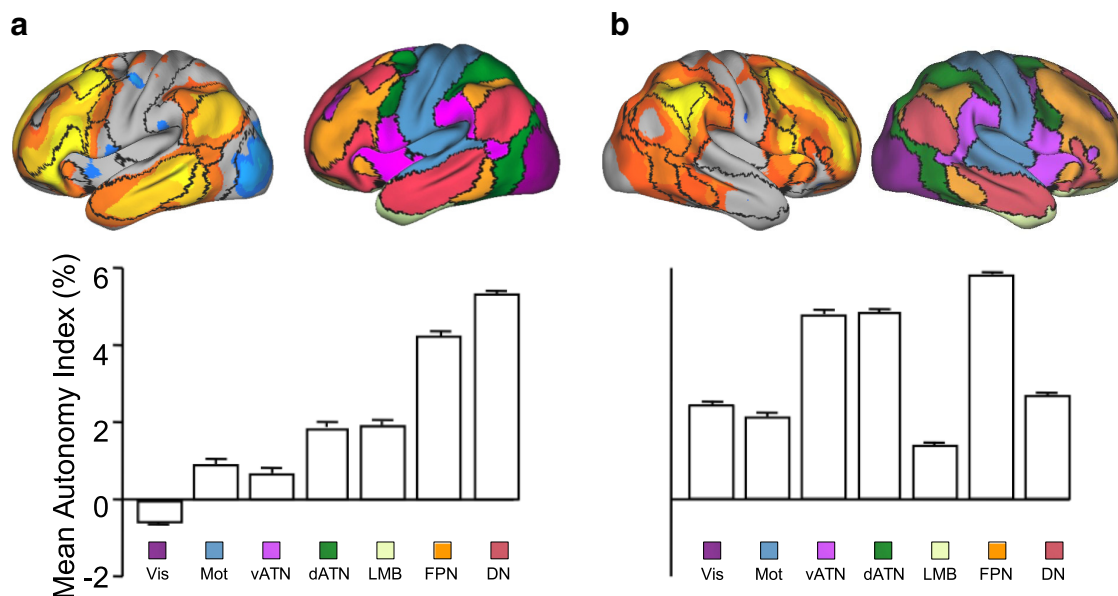 a b
Mean Autonomy Index (%)
6
4
2
0
-2
Vis Mot vATN dATN LMB FPN DN
Vis Mot vATN dATN LMB FPN DN